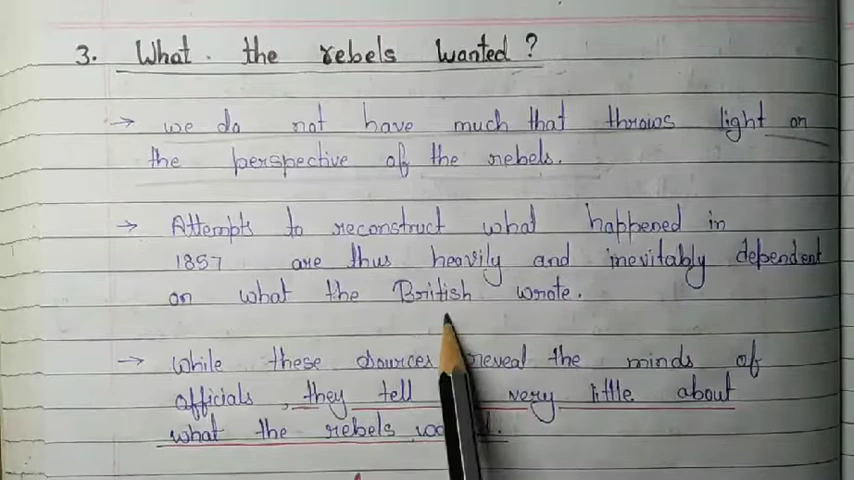 3. What the rebels wanted ?
→ we do not have much that throws light on
the perspective of the rebels.
→ Attempts to reconstruct what happened in
1857 are thus heavily and inevitably dependent
on what the British wrote.
→ While these sources reveal the minds of
officials, they tell very little about
what the rebels